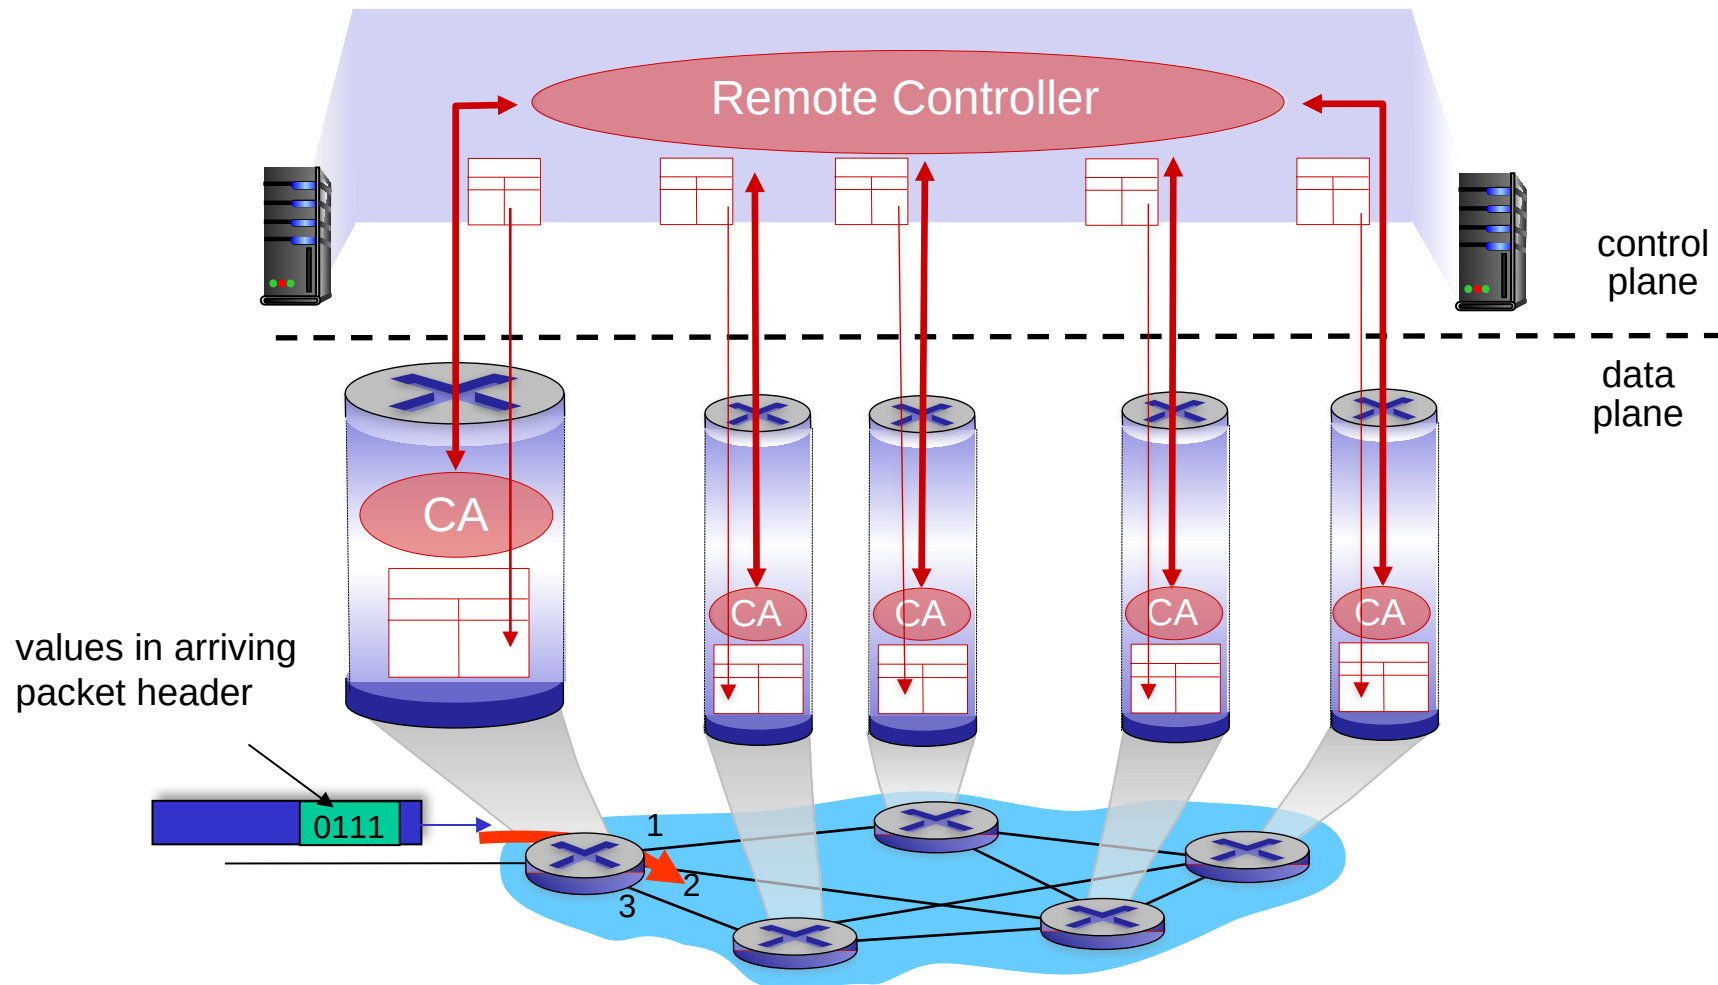 Remote Controller
control
plane
data
plane
CA
CA
CA
CA
CA
values in arriving
packet header
0111
1
2
3